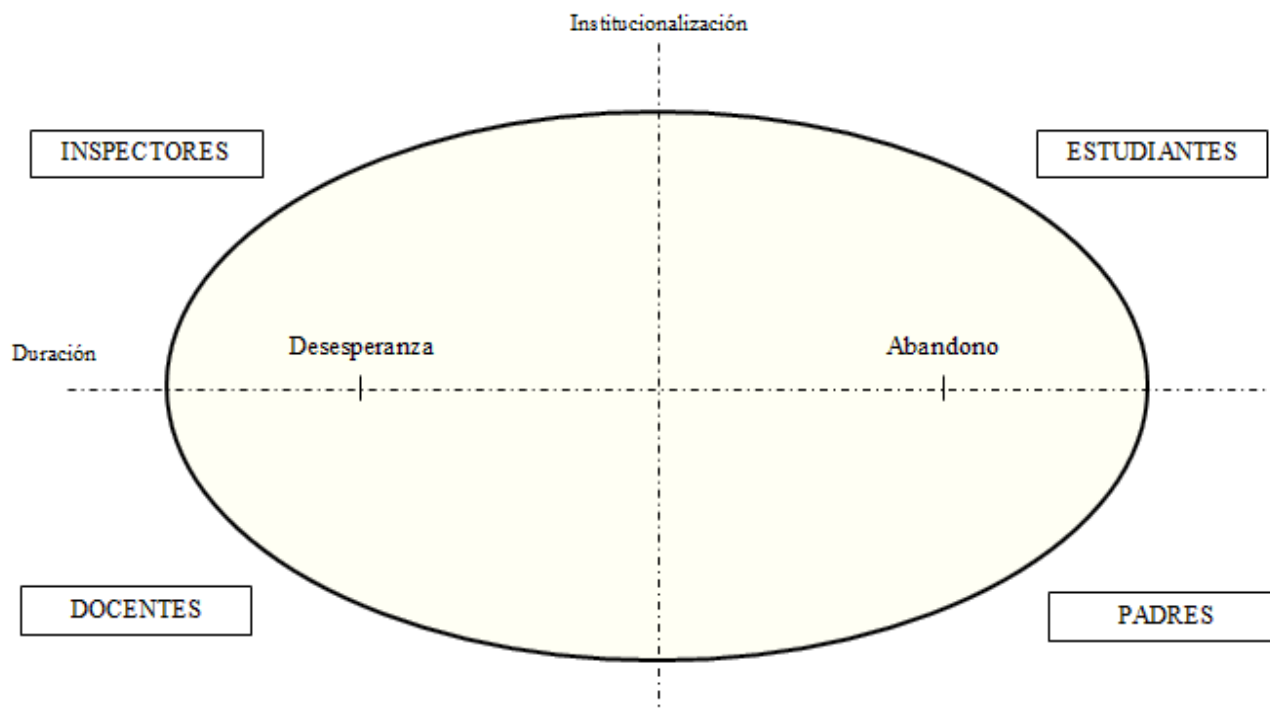 Institucionalización
INSPECTORES
ESTUDIANTES
Desesperanza
Abandono
Duración
DOCENTES
PADRES